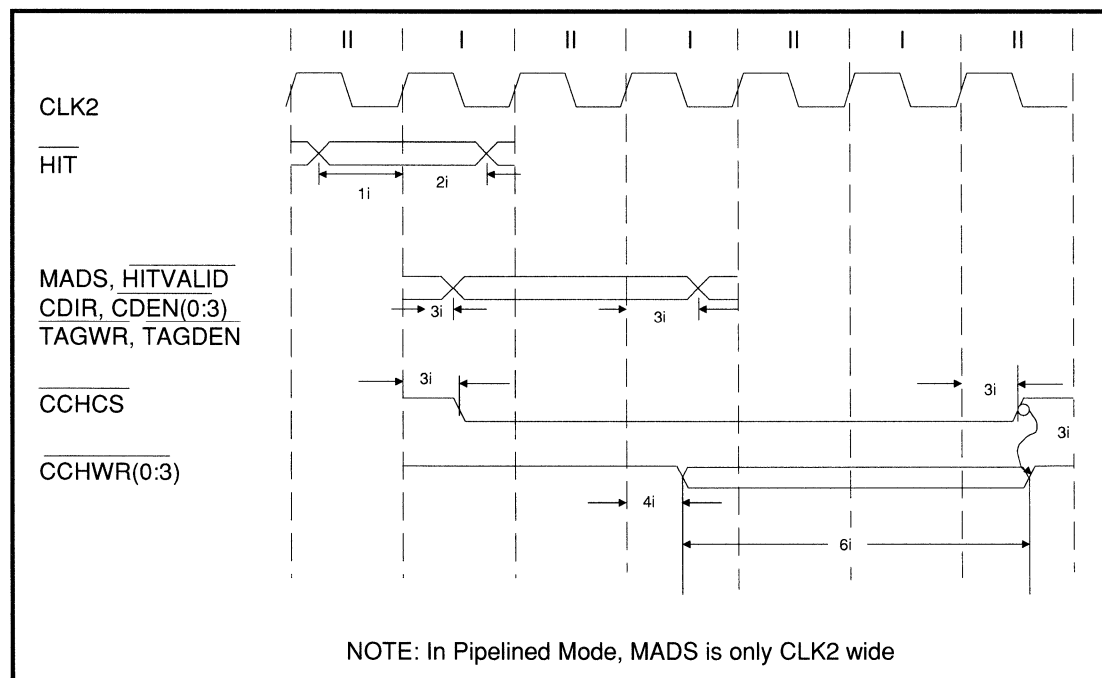 II I II I II I II
CLK2
HIT
1i 2i
MADS, HITVALID
CDIR, CDEN(0:3)
TAGWR, TAGDEN
3i 3i
3i 3i
CCHCS
3i
CCHWR(0:3)
4i
6i
NOTE: In Pipelined Mode, MADS is only CLK2 wide